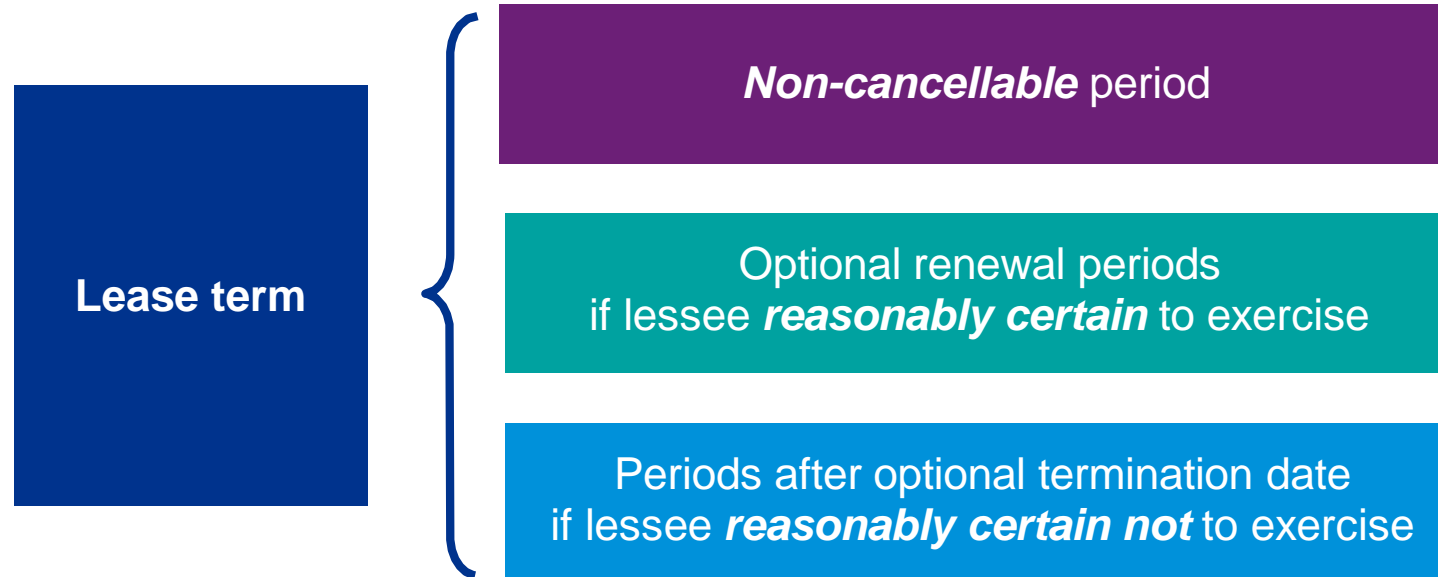 Lease term
Non-cancellable period
Optional renewal periods
if lessee reasonably certain to exercise
Periods after optional termination date
if lessee reasonably certain not to exercise